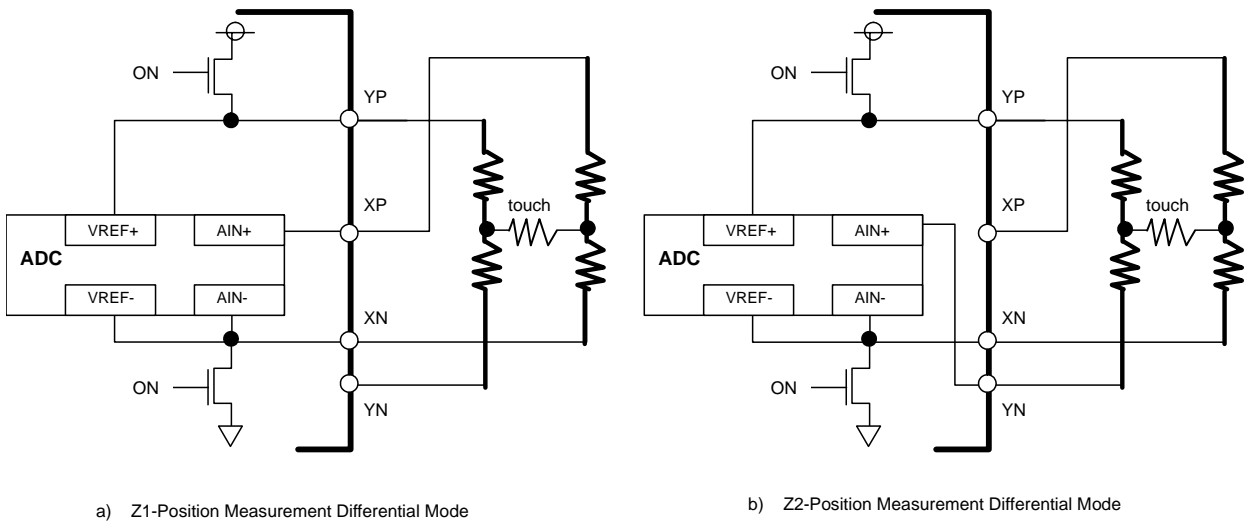 ON
YP
XP
touch
VREF+
AIN+
ADC
VREF-
AIN-
XN
ON
YN
a) Z1-Position Measurement Differential Mode
ON
YP
XP
touch
VREF+
AIN+
ADC
VREF-
AIN-
XN
ON
YN
b) Z2-Position Measurement Differential Mode